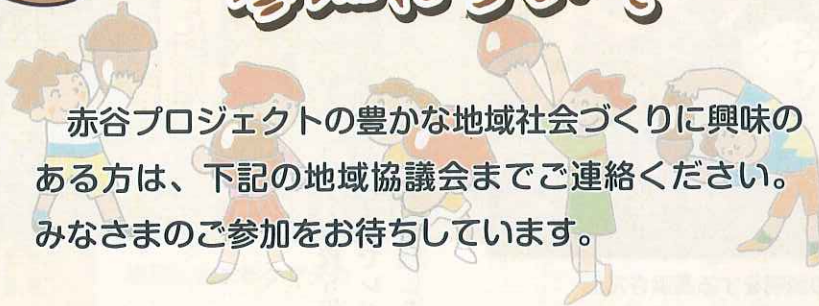 赤谷プロジェクトの豊かな地域社会づくりに興味の
ある方は、下記の地域協議会までご連絡ください。
みなさまのご参加をお待ちしています。